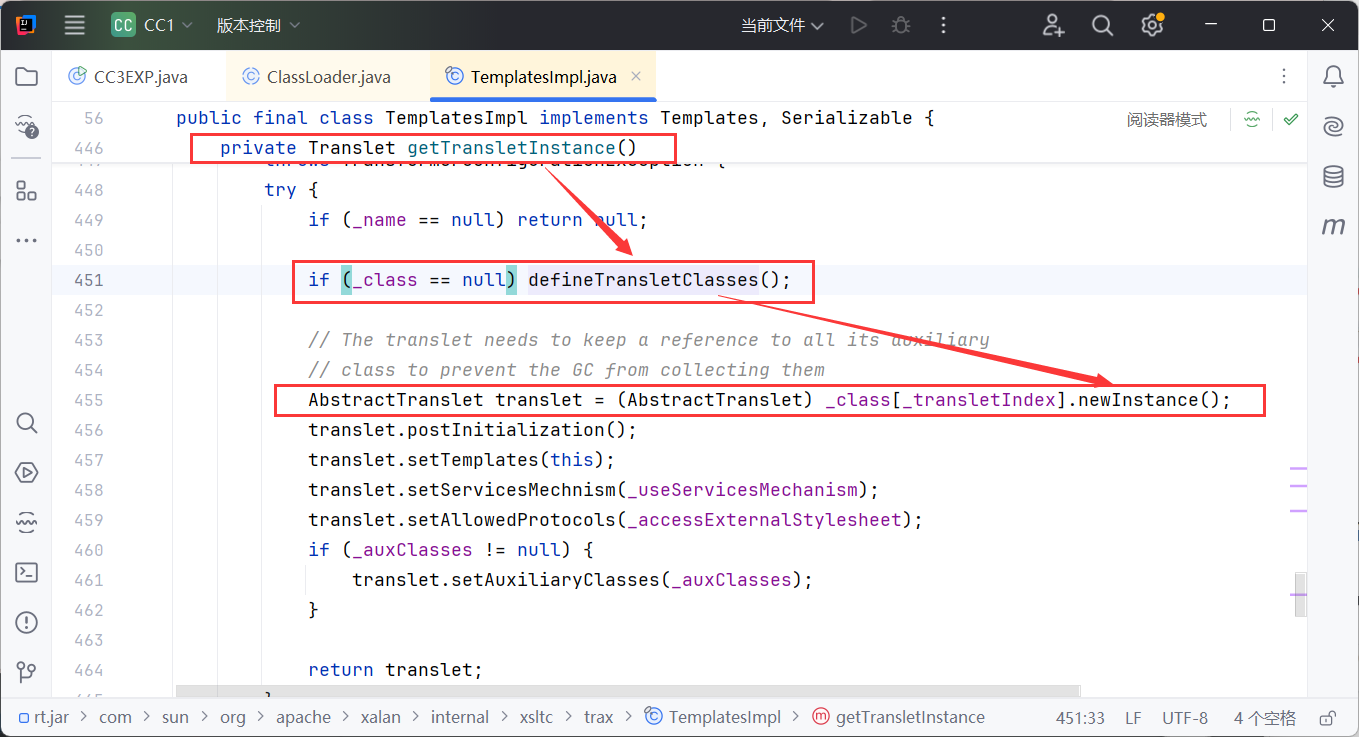 CC CC1 版本控制 当前文件
CC3EXP.java ClassLoader.java TemplatesImpl.java
56 public final class TemplatesImpl implements Templates, Serializable { 阅读器模式
446 private Translet getTransletInstance()
447 throws TransformerConfigurationException {
448 try {
449 if (_name == null) return null;
450
451 if (_class == null) defineTransletClasses();
452
453 // The translet needs to keep a reference to all its auxiliary
454 // class to prevent the GC from collecting them
455 AbstractTranslet translet = (AbstractTranslet) _class[_transletIndex].newInstance();
456 translet.postInitialization();
457 translet.setTemplates(this);
458 translet.setServicesMechnism(_useServicesMechanism);
459 translet.setAllowedProtocols(_accessExternalStylesheet);
460 if (_auxClasses != null) {
461 translet.setAuxiliaryClasses(_auxClasses);
462 }
463
464 return translet;
465 }
rt.jar > com > sun > org > apache > xalan > internal > xsltc > trax > TemplatesImpl > getTransletInstance 451:33 LF UTF-8 4 个空格